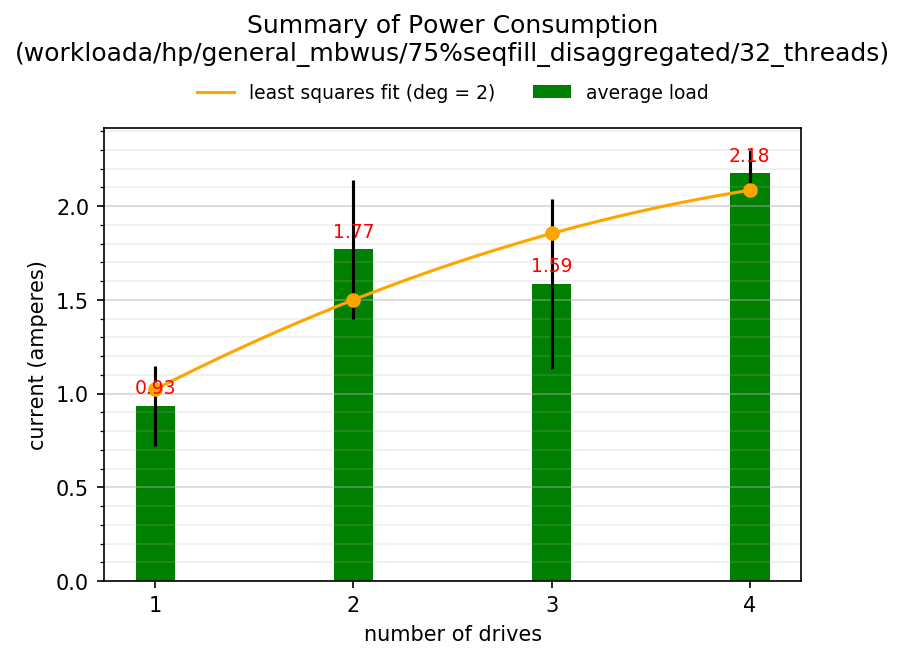 Summary of Power Consumption
(workloada/hp/general_mbwus/75%seqfill_disaggregated/32_threads)
least squares fit (deg = 2)
average load
2.18
2.0
1.77
1.59
1.5
current (amperes)
1.0
0.93
0.5
0.0
1
2
3
4
number of drives